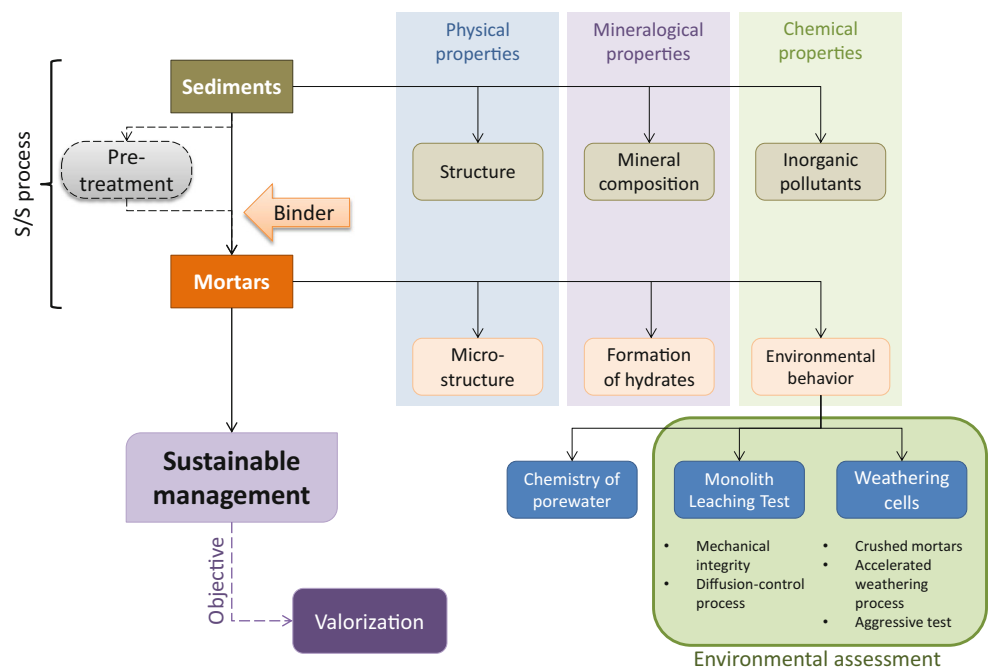 Physical
properties
Mineralogical
properties
Chemical
properties
S/S process
Sediments
Pre-
treatment
Binder
Structure
Mineral
composition
Inorganic
pollutants
Mortars
Micro-
structure
Formation
of hydrates
Environmental
behavior
Sustainable
management
Chemistry of
porewater
Monolith
Leaching Test
Weathering
cells
• Mechanical
integrity
• Diffusion-control
process
• Crushed mortars
• Accelerated
weathering
process
• Aggressive test
Objective
Valorization
Environmental assessment